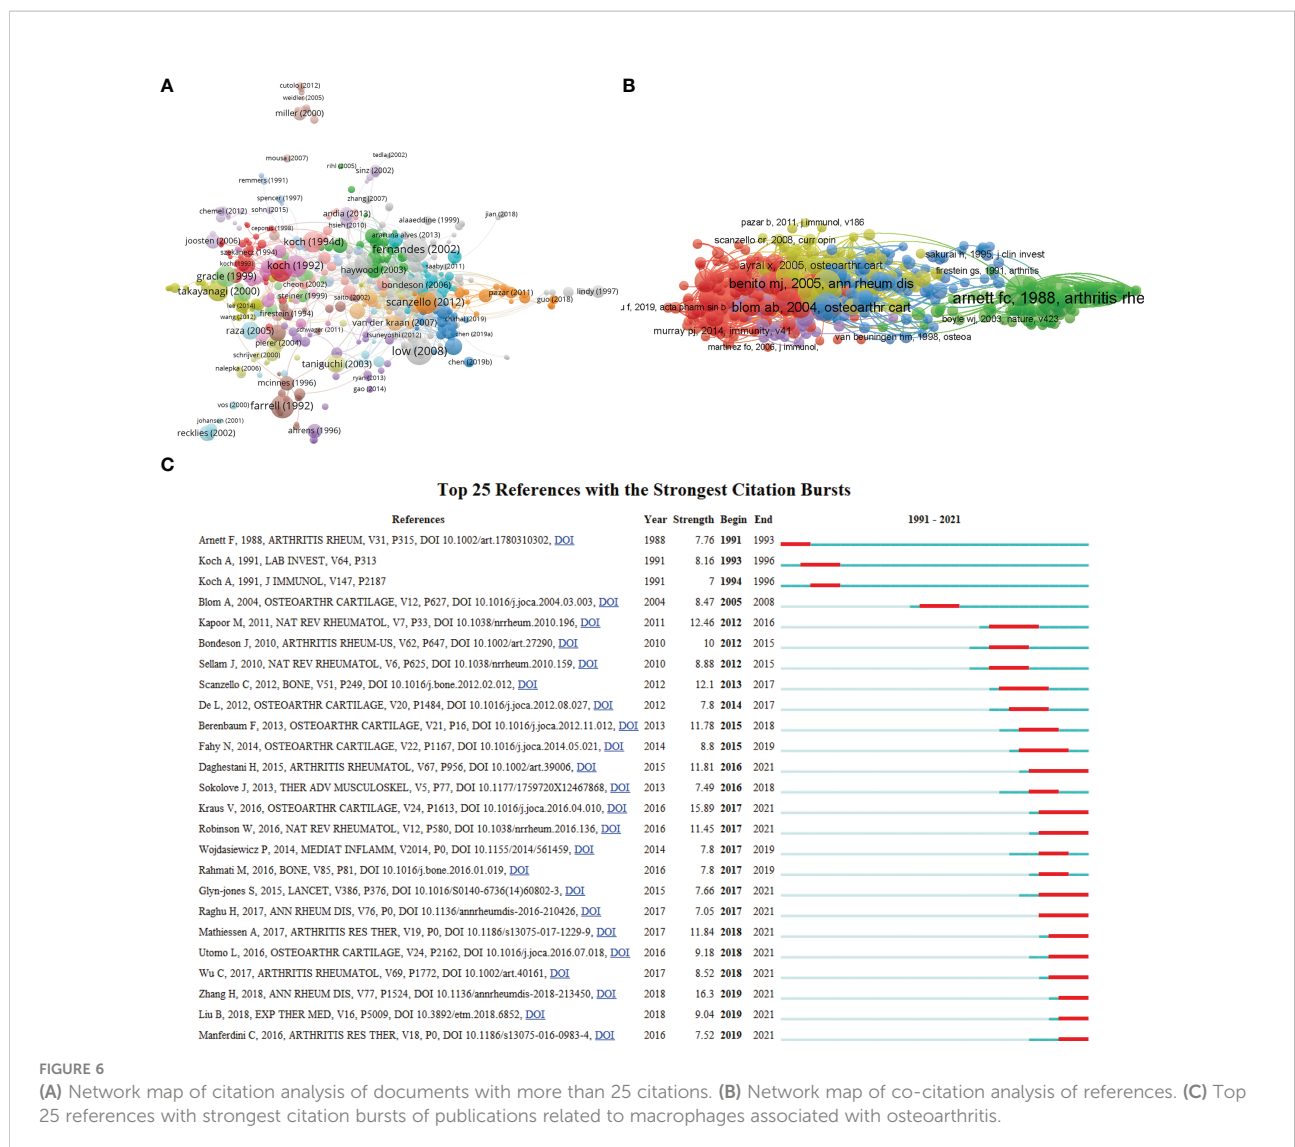 A
B
cutolo (2012)
weidler (2005)
miller (2000)
mousa (2007)
rihl (2005)
tedla (2002)
sinz (2002)
remmers (1991)
spencer (1997)
zhang (2007)
chemel (2012)
sohn (2015)
andia (2013)
hsieh (2010)
alaaeddine (1999)
jian (2018)
ceponis (1998)
joosten (2006)
koch (1994d)
araruna alves (2013)
fernandes (2002)
szekanecz (1994)
koch (1993)
koch (1992)
haywood (2003)
saaby (2011)
gracie (1999)
cheon (2002)
bondeson (2006)
takayanagi (2000)
steiner (1999)
saito (2002)
scanzello (2012)
pazar (2011)
guo (2018)
lindy (1997)
lee (2014)
wang (2012)
firestein (1994)
raza (2005)
van der kraan (2007)
tsuneyoshi (2012)
chen (2019a)
pierer (2004)
low (2008)
schrijver (2000)
taniguchi (2003)
chen (2019b)
nalepka (2006)
mcinnes (1996)
ryan (2013)
gao (2014)
vos (2000)
farrell (1992)
johansen (2001)
recklies (2002)
ahrens (1996)
pazar b, 2011, j immunol, v186
scanzello cr, 2008, curr opin
sakurai h, 1995, j clin invest
ayral x, 2005, osteoarthr cart
firestein gs, 1991, arthritis
benito mj, 2005, ann rheum dis
arnett fc, 1988, arthritis rhe
u f, 2019, acta pharm sin b
blom ab, 2004, osteoarthr cart
boyle wj, 2003, nature, v423
murray pj, 2014, immunity, v41
van beuningen hm, 1998, osteoa
martinez fo, 2006, j immunol,
C
Top 25 References with the Strongest Citation Bursts
References Year Strength Begin End 1991 - 2021
Arnett F, 1988, ARTHRITIS RHEUM, V31, P315, DOI 10.1002/art.1780310302, DOI 1988 7.76 1991 1993
Koch A, 1991, LAB INVEST, V64, P313 1991 8.16 1993 1996
Koch A, 1991, J IMMUNOL, V147, P2187 1991 7 1994 1996
Blom A, 2004, OSTEOARTHR CARTILAGE, V12, P627, DOI 10.1016/j.joca.2004.03.003, DOI 2004 8.47 2005 2008
Kapoor M, 2011, NAT REV RHEUMATOL, V7, P33, DOI 10.1038/nrrheum.2010.196, DOI 2011 12.46 2012 2016
Bondeson J, 2010, ARTHRITIS RHEUM-US, V62, P647, DOI 10.1002/art.27290, DOI 2010 10 2012 2015
Sellam J, 2010, NAT REV RHEUMATOL, V6, P625, DOI 10.1038/nrrheum.2010.159, DOI 2010 8.88 2012 2015
Scanzello C, 2012, BONE, V51, P249, DOI 10.1016/j.bone.2012.02.012, DOI 2012 12.1 2013 2017
De L, 2012, OSTEOARTHR CARTILAGE, V20, P1484, DOI 10.1016/j.joca.2012.08.027, DOI 2012 7.8 2014 2017
Berenbaum F, 2013, OSTEOARTHR CARTILAGE, V21, P16, DOI 10.1016/j.joca.2012.11.012, DOI 2013 11.78 2015 2018
Fahy N, 2014, OSTEOARTHR CARTILAGE, V22, P1167, DOI 10.1016/j.joca.2014.05.021, DOI 2014 8.8 2015 2019
Daghestani H, 2015, ARTHRITIS RHEUMATOL, V67, P956, DOI 10.1002/art.39006, DOI 2015 11.81 2016 2021
Sokolove J, 2013, THER ADV MUSCULOSKEL, V5, P77, DOI 10.1177/1759720X12467868, DOI 2013 7.49 2016 2018
Kraus V, 2016, OSTEOARTHR CARTILAGE, V24, P1613, DOI 10.1016/j.joca.2016.04.010, DOI 2016 15.89 2017 2021
Robinson W, 2016, NAT REV RHEUMATOL, V12, P580, DOI 10.1038/nrrheum.2016.136, DOI 2016 11.45 2017 2021
Wojdasiewicz P, 2014, MEDIAT INFLAMM, V2014, P0, DOI 10.1155/2014/561459, DOI 2014 7.8 2017 2019
Rahmati M, 2016, BONE, V85, P81, DOI 10.1016/j.bone.2016.01.019, DOI 2016 7.8 2017 2019
Glyn-jones S, 2015, LANCET, V386, P376, DOI 10.1016/S0140-6736(14)60802-3, DOI 2015 7.66 2017 2021
Raghu H, 2017, ANN RHEUM DIS, V76, P0, DOI 10.1136/annrheumdis-2016-210426, DOI 2017 7.05 2017 2021
Mathiessen A, 2017, ARTHRITIS RES THER, V19, P0, DOI 10.1186/s13075-017-1229-9, DOI 2017 11.84 2018 2021
Utomo L, 2016, OSTEOARTHR CARTILAGE, V24, P2162, DOI 10.1016/j.joca.2016.07.018, DOI 2016 9.18 2018 2021
Wu C, 2017, ARTHRITIS RHEUMATOL, V69, P1772, DOI 10.1002/art.40161, DOI 2017 8.52 2018 2021
Zhang H, 2018, ANN RHEUM DIS, V77, P1524, DOI 10.1136/annrheumdis-2018-213450, DOI 2018 16.3 2019 2021
Liu B, 2018, EXP THER MED, V16, P5009, DOI 10.3892/etm.2018.6852, DOI 2018 9.04 2019 2021
Manferdini C, 2016, ARTHRITIS RES THER, V18, P0, DOI 10.1186/s13075-016-0983-4, DOI 2016 7.52 2019 2021
FIGURE 6
(A) Network map of citation analysis of documents with more than 25 citations. (B) Network map of co-citation analysis of references. (C) Top
25 references with strongest citation bursts of publications related to macrophages associated with osteoarthritis.